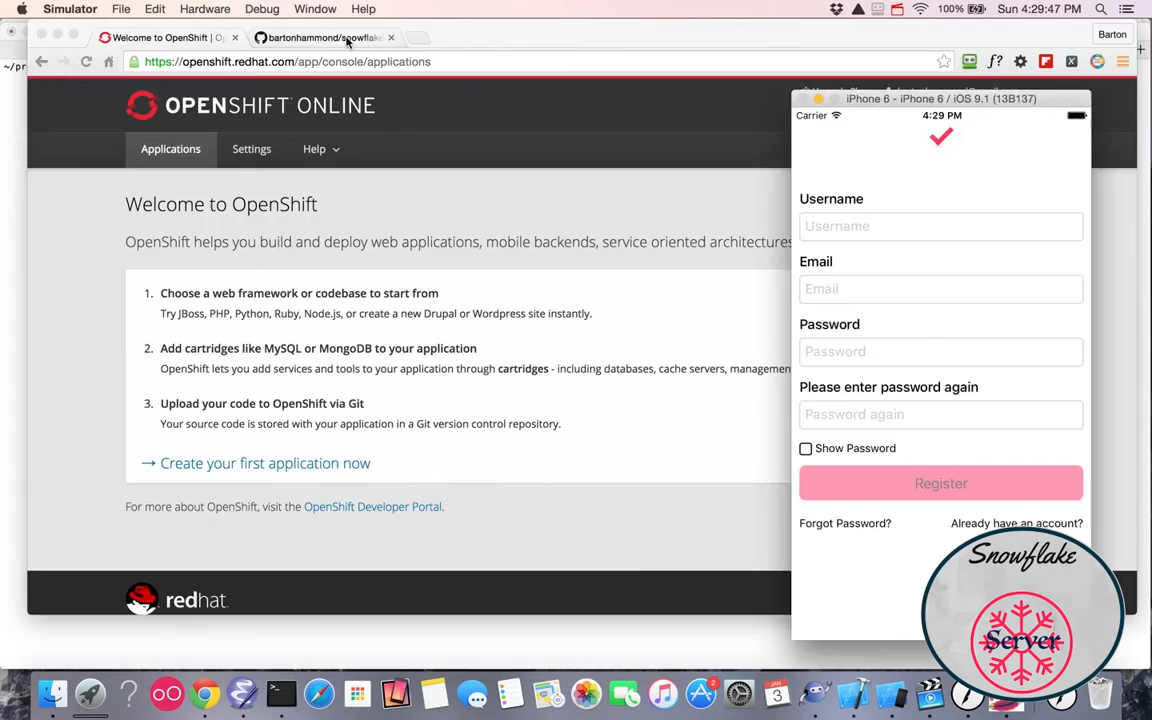 Simulator File Edit Hardware Debug Window Help 100% Sun 4:29:47 PM
Welcome to OpenShift | O × bartonhammond/snowflake × Barton
https://openshift.redhat.com/app/console/applications f?
OPENSHIFT ONLINE
Applications Settings Help
Welcome to OpenShift
OpenShift helps you build and deploy web applications, mobile backends, service oriented architectures
1. Choose a web framework or codebase to start from
Try JBoss, PHP, Python, Ruby, Node.js, or create a new Drupal or Wordpress site instantly.
2. Add cartridges like MySQL or MongoDB to your application
OpenShift lets you add services and tools to your application through cartridges - including databases, cache servers, management
3. Upload your code to OpenShift via Git
Your source code is stored with your application in a Git version control repository.
→ Create your first application now
For more about OpenShift, visit the OpenShift Developer Portal.
redhat.
iPhone 6 - iPhone 6 / iOS 9.1 (13B137)
Carrier 4:29 PM
Username
Username
Email
Email
Password
Password
Please enter password again
Password again
Show Password
Register
Forgot Password? Already have an account?
Snowflake
Server
~/pr
JAN
3
2